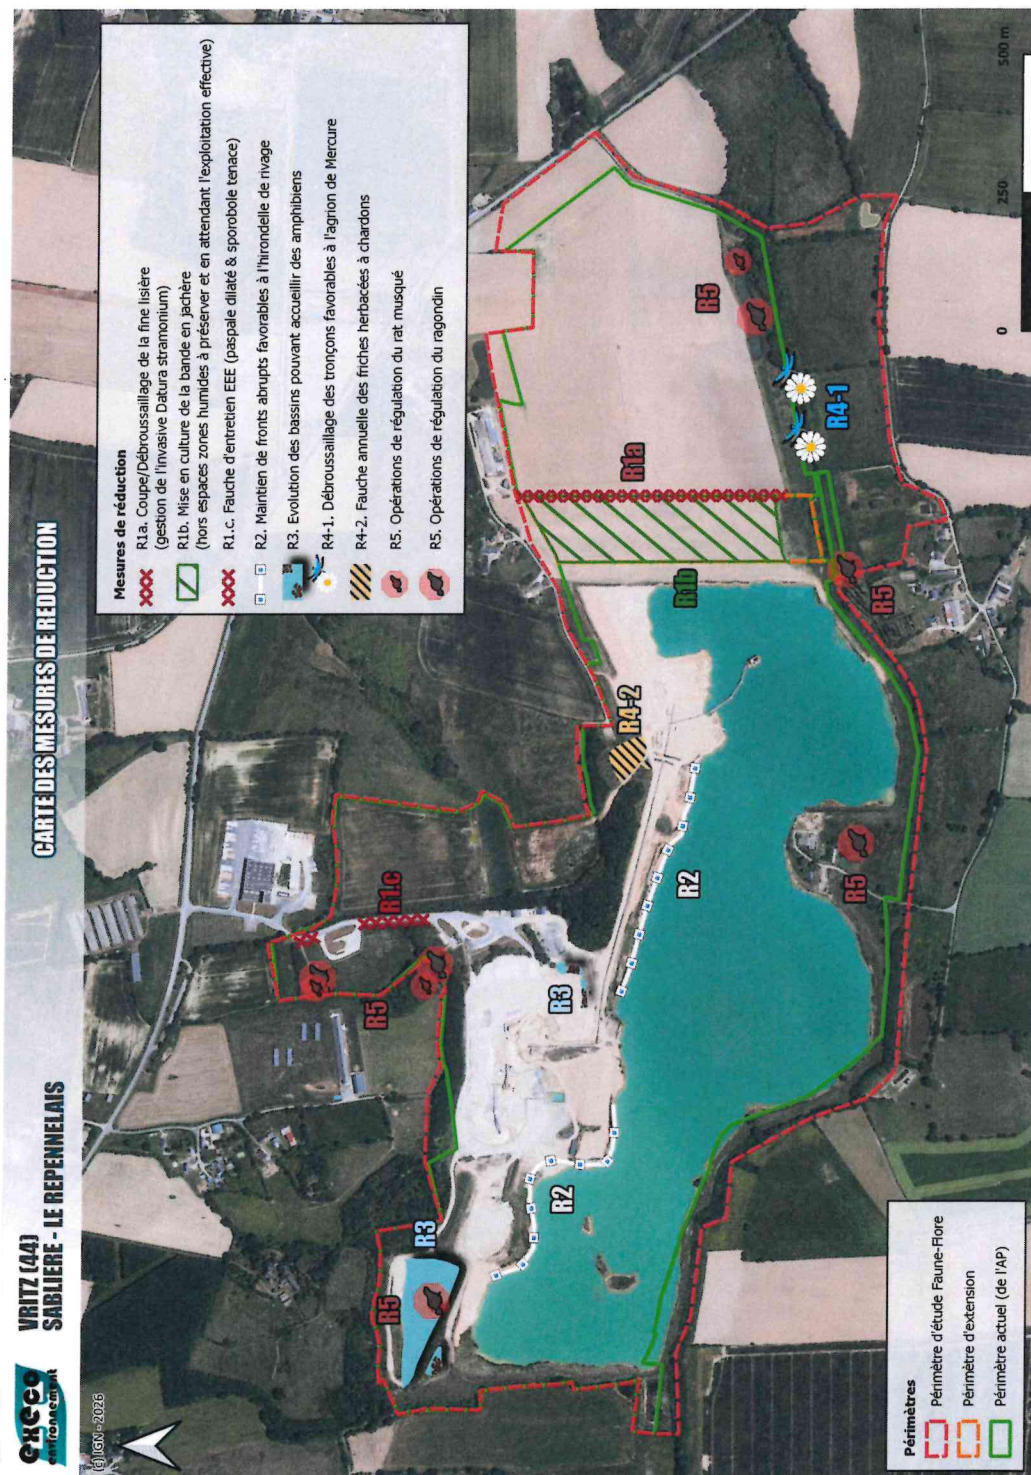 execo
environnement
VRITZ (44)
SABLIERE - LE REPENNELAIS
CARTE DES MESURES DE REDUCTION
(c) IGN - 2026
Mesures de réduction
R1a. Coupe/Débroussaillage de la fine lisière
(gestion de l'invasive Datura stramonium)
R1b. Mise en culture de la bande en jachère
(hors espaces zones humides à préserver et en attendant l'exploitation effective)
R1.c. Fauche d'entretien EEE (paspale dilaté & sporobole tenace)
R2. Maintien de fronts abrupts favorables à l'hirondelle de rivage
R3. Evolution des bassins pouvant accueillir des amphibiens
R4-1. Débroussaillage des tronçons favorables à l'agrion de Mercure
R4-2. Fauche annuelle des friches herbacées à chardons
R5. Opérations de régulation du rat musqué
R5. Opérations de régulation du ragondin
R5
R1.c
R3
R5
R3
R2
R2
R4-2
R1b
R1a
R5
R4-1
R5
R5
Périmètres
Périmètre d'étude Faune-Flore
Périmètre d'extension
Périmètre actuel (de l'AP)
0
250
500 m